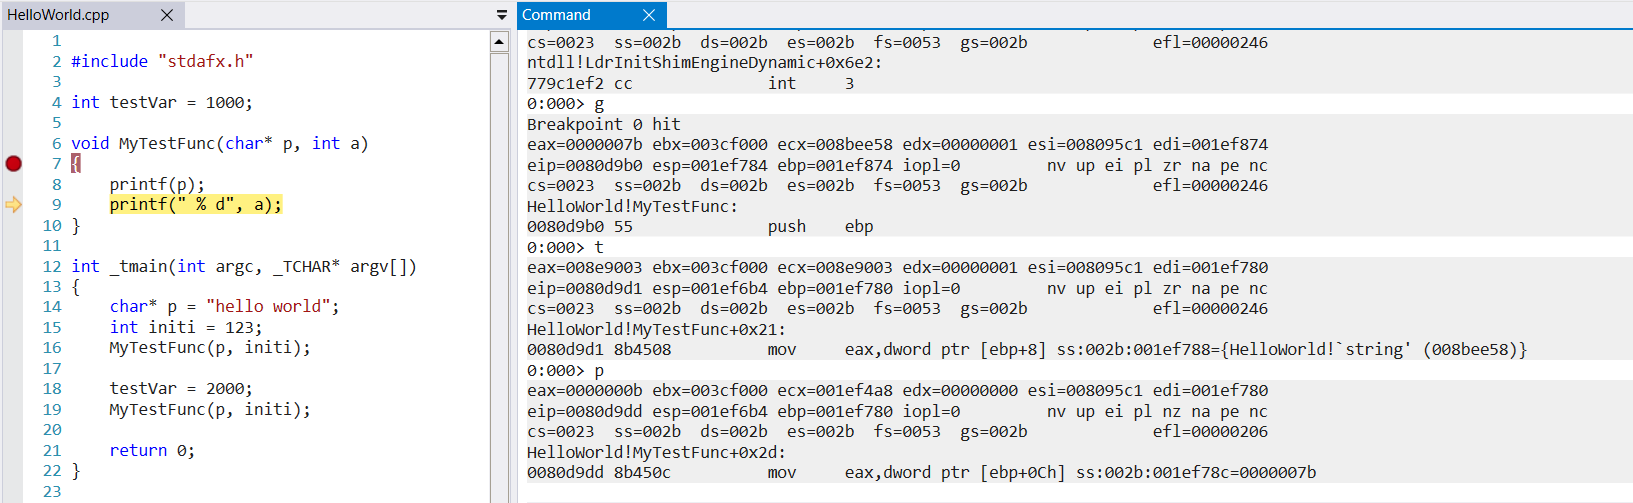 HelloWorld.cpp
1
2 #include "stdafx.h"
3
4 int testVar = 1000;
5
6 void MyTestFunc(char* p, int a)
7 {
8     printf(p);
9     printf(" % d", a);
10 }
11
12 int _tmain(int argc, _TCHAR* argv[])
13 {
14     char* p = "hello world";
15     int initi = 123;
16     MyTestFunc(p, initi);
17
18     testVar = 2000;
19     MyTestFunc(p, initi);
20
21     return 0;
22 }
23
Command
cs=0023  ss=002b  ds=002b  es=002b  fs=0053  gs=002b             efl=00000246
ntdll!LdrInitShimEngineDynamic+0x6e2:
779c1ef2 cc              int     3
0:000> g
Breakpoint 0 hit
eax=0000007b ebx=003cf000 ecx=008bee58 edx=00000001 esi=008095c1 edi=001ef874
eip=0080d9b0 esp=001ef784 ebp=001ef874 iopl=0         nv up ei pl zr na pe nc
cs=0023  ss=002b  ds=002b  es=002b  fs=0053  gs=002b             efl=00000246
HelloWorld!MyTestFunc:
0080d9b0 55              push    ebp
0:000> t
eax=008e9003 ebx=003cf000 ecx=008e9003 edx=00000001 esi=008095c1 edi=001ef780
eip=0080d9d1 esp=001ef6b4 ebp=001ef780 iopl=0         nv up ei pl zr na pe nc
cs=0023  ss=002b  ds=002b  es=002b  fs=0053  gs=002b             efl=00000246
HelloWorld!MyTestFunc+0x21:
0080d9d1 8b4508          mov     eax,dword ptr [ebp+8] ss:002b:001ef788={HelloWorld!`string' (008bee58)}
0:000> p
eax=0000000b ebx=003cf000 ecx=001ef4a8 edx=00000000 esi=008095c1 edi=001ef780
eip=0080d9dd esp=001ef6b4 ebp=001ef780 iopl=0         nv up ei pl nz na pe nc
cs=0023  ss=002b  ds=002b  es=002b  fs=0053  gs=002b             efl=00000206
HelloWorld!MyTestFunc+0x2d:
0080d9dd 8b450c          mov     eax,dword ptr [ebp+0Ch] ss:002b:001ef78c=0000007b